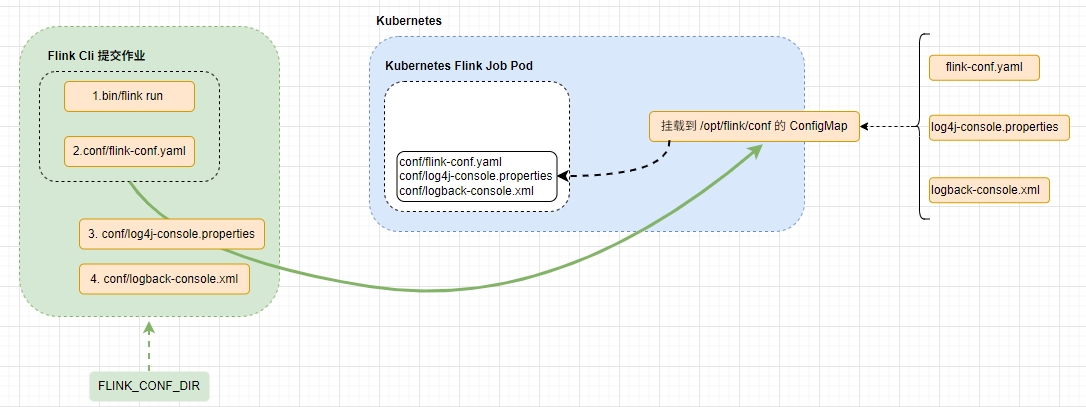 Kubernetes
Flink Cli 提交作业
1.bin/flink run
2.conf/flink-conf.yaml
3. conf/log4j-console.properties
4. conf/logback-console.xml
FLINK_CONF_DIR
Kubernetes Flink Job Pod
conf/flink-conf.yaml
conf/log4j-console.properties
conf/logback-console.xml
挂载到 /opt/flink/conf 的 ConfigMap
flink-conf.yaml
log4j-console.properties
logback-console.xml